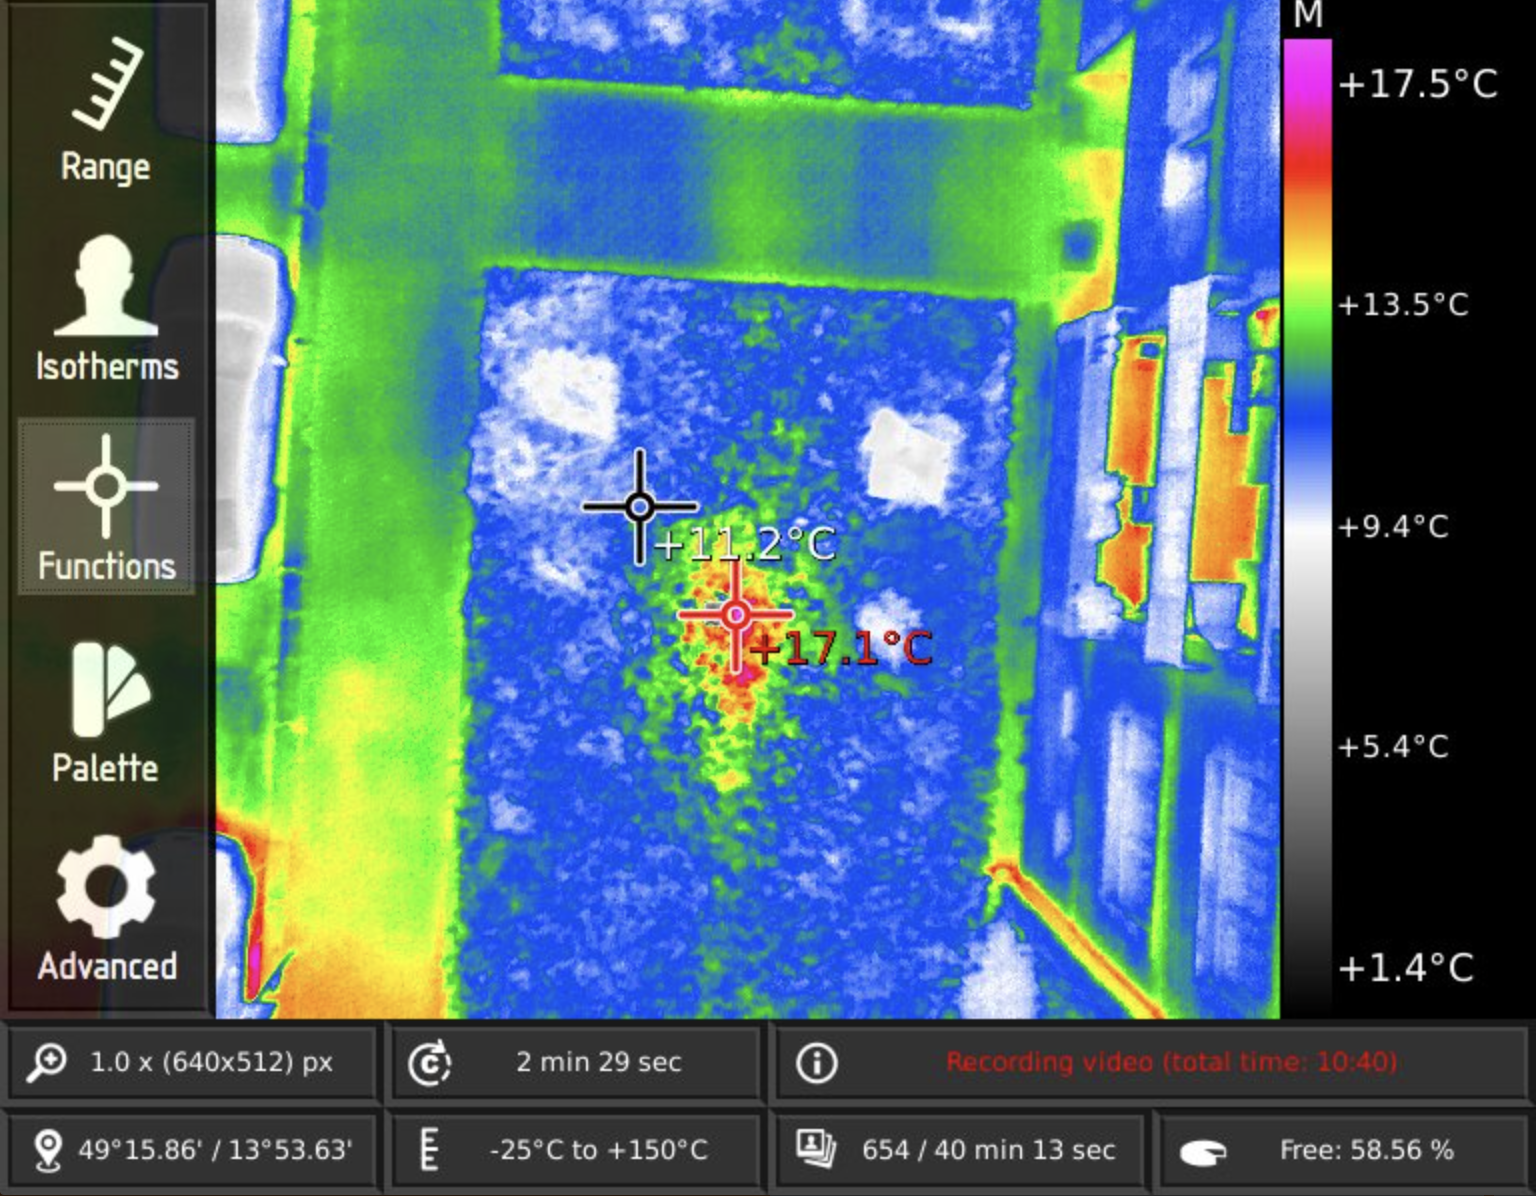 Range
Isotherms
Functions
Palette
Advanced
+11.2°C
+17.1°C
M
+17.5°C
+13.5°C
+9.4°C
+5.4°C
+1.4°C
1.0 x (640x512) px
2 min 29 sec
Recording video (total time: 10:40)
49°15.86' / 13°53.63'
-25°C to +150°C
654 / 40 min 13 sec
Free: 58.56 %